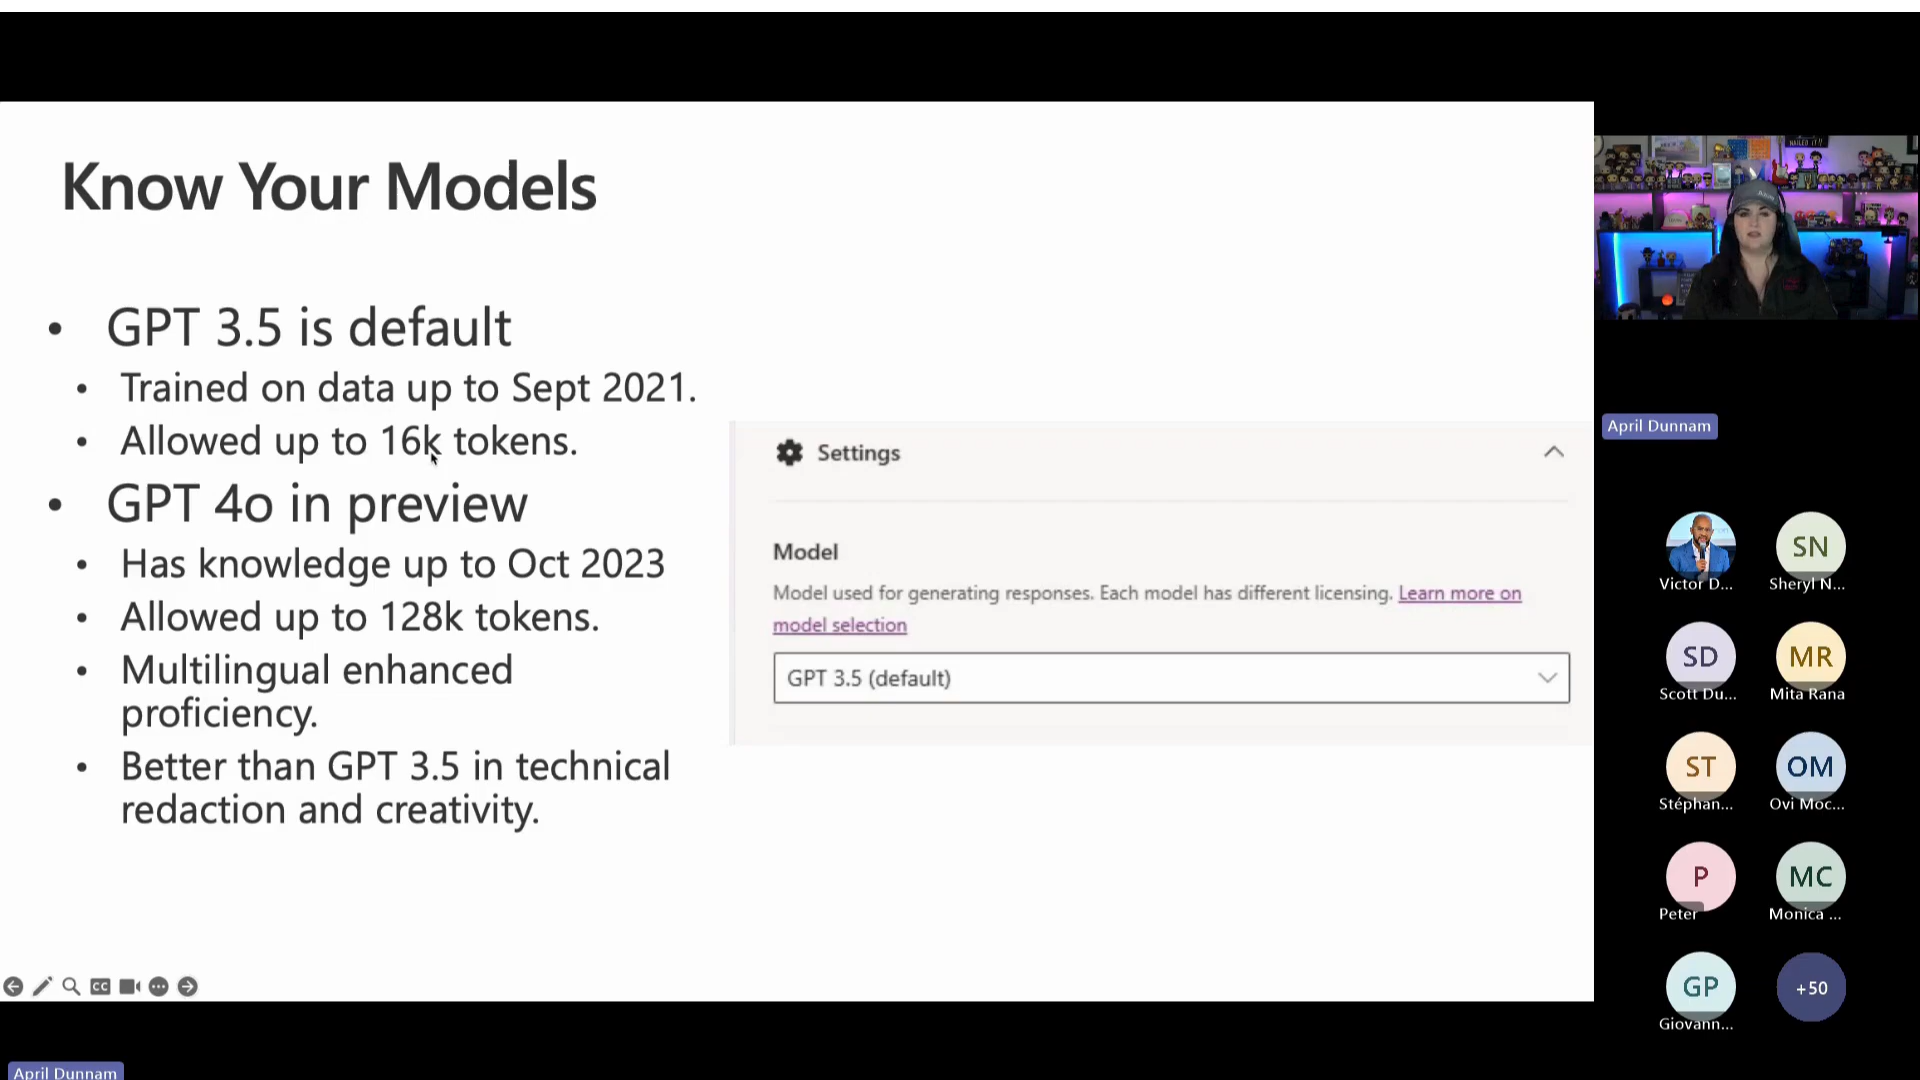 Know Your Models
• GPT 3.5 is default
• Trained on data up to Sept 2021.
• Allowed up to 16k tokens.
• GPT 4o in preview
• Has knowledge up to Oct 2023
• Allowed up to 128k tokens.
• Multilingual enhanced
proficiency.
• Better than GPT 3.5 in technical
redaction and creativity.
Settings
Model
Model used for generating responses. Each model has different licensing. Learn more on
model selection
GPT 3.5 (default)
CC
NAILED IT!
April Dunnam
Victor D...
SN
Sheryl N...
SD
Scott Du...
MR
Mita Rana
ST
Stéphan...
OM
Ovi Moc...
P
Peter
MC
Monica ...
GP
Giovann...
+50
April Dunnam